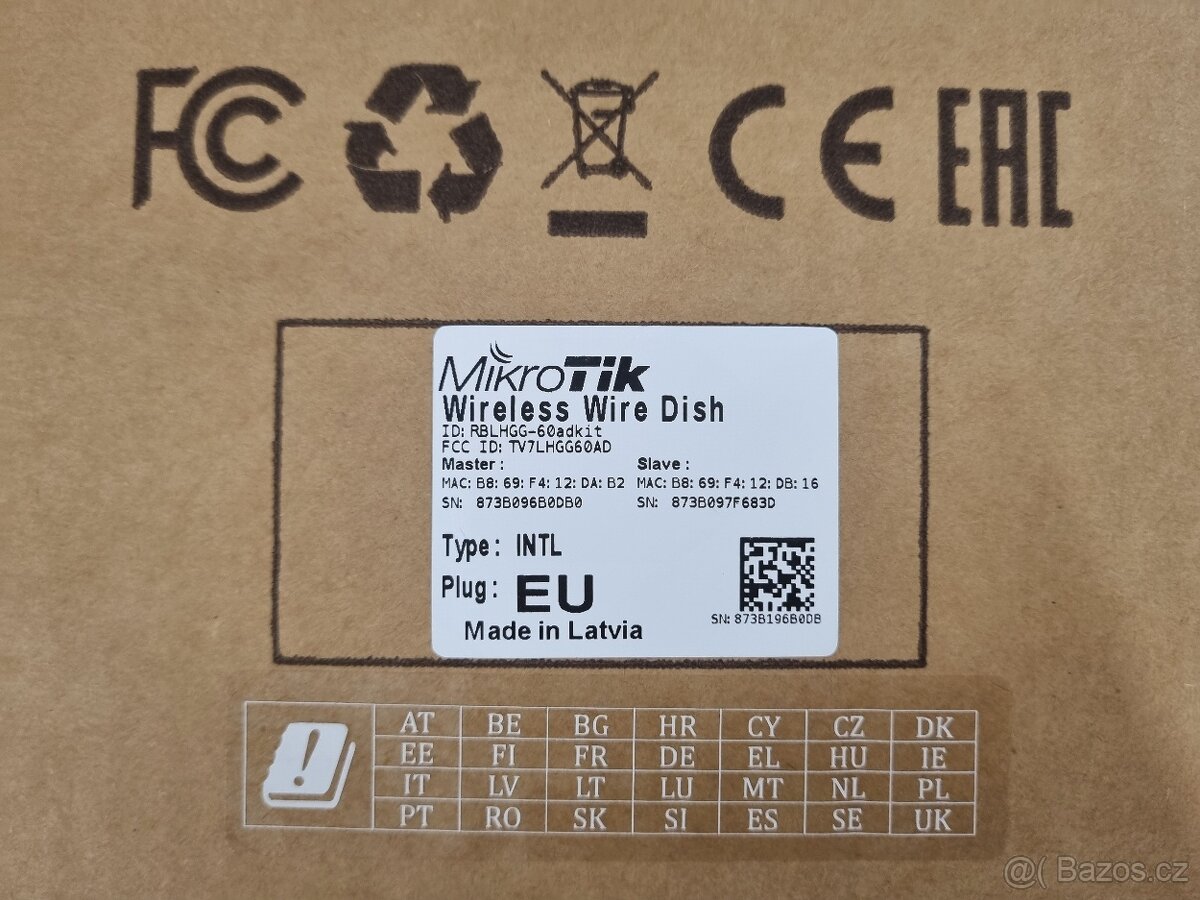 FC CE EAC
MikroTik
Wireless Wire Dish
ID: RBLHGG-60adkit
FCC ID: TV7LHGG60AD
Master : Slave :
MAC: B8: 69: F4: 12: DA: B2 MAC: B8: 69: F4: 12: DB: 16
SN: 873B096B0DB0 SN: 873B097F683D
Type: INTL
Plug: EU
SN: 873B196B0DB
Made in Latvia
AT BE BG HR CY CZ DK
EE FI FR DE EL HU IE
IT LV LT LU MT NL PL
PT RO SK SI ES SE UK
@( Bazos.cz